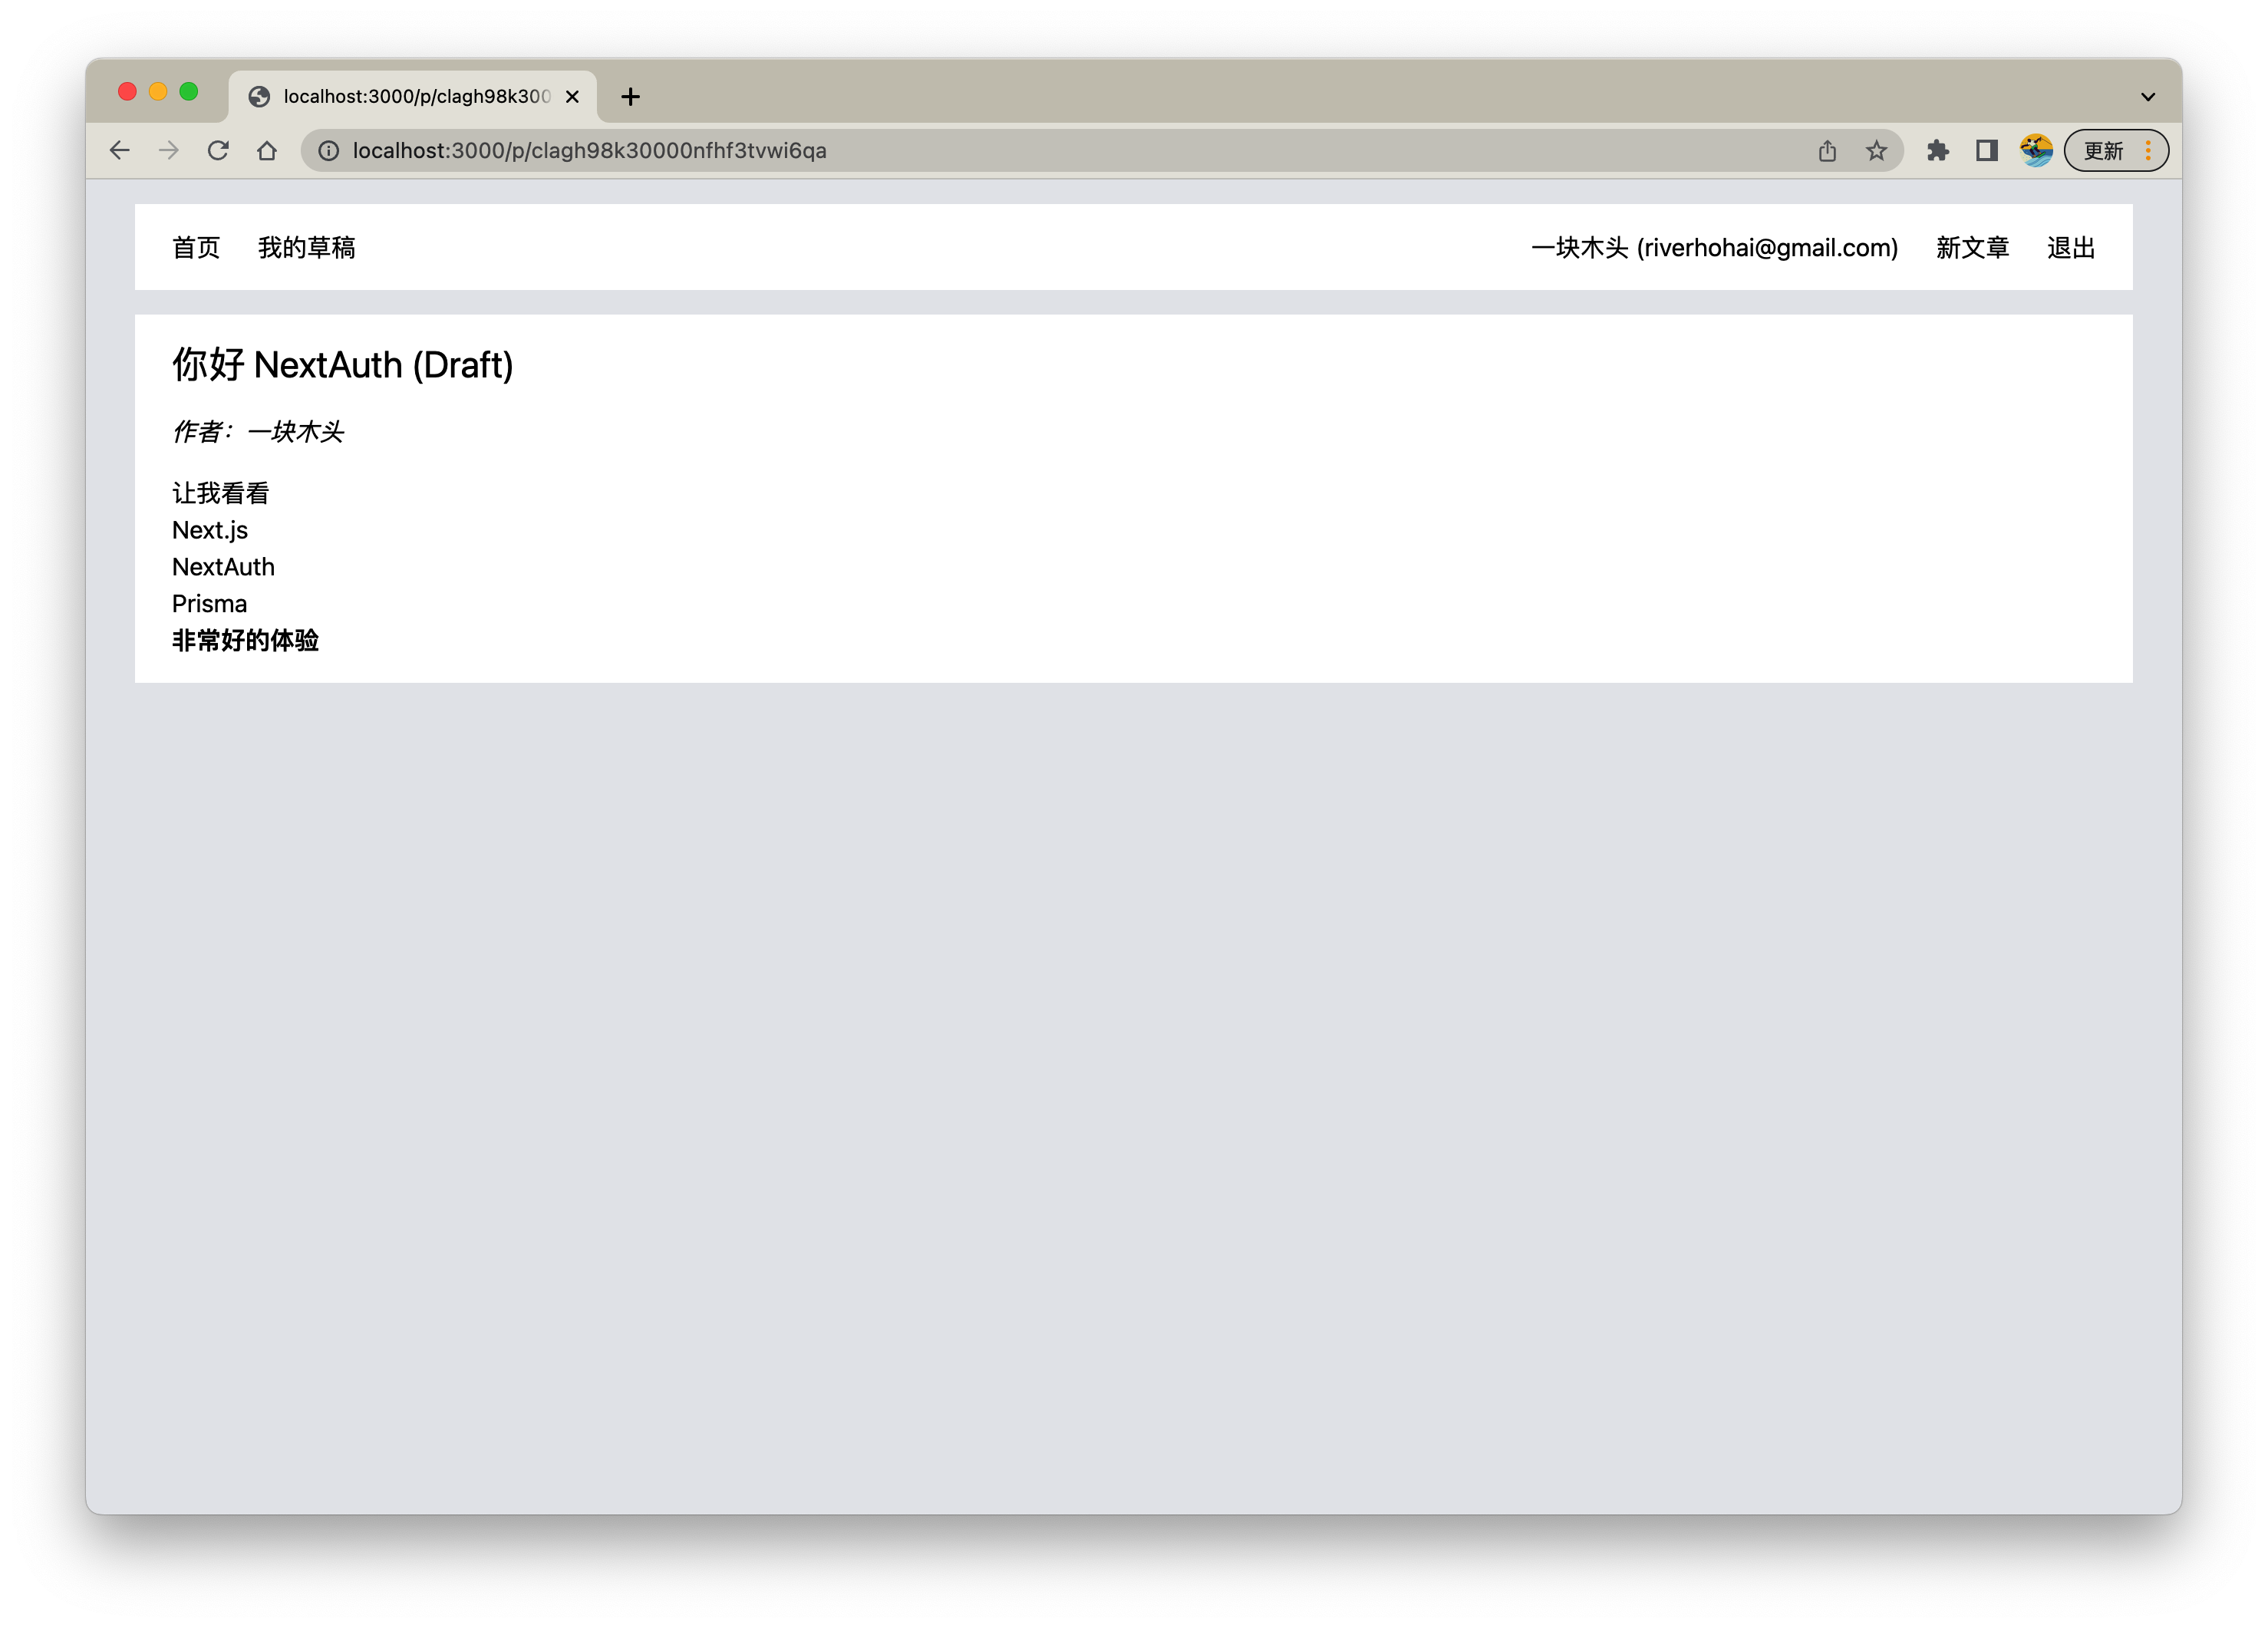 localhost:3000/p/clagh98k300
localhost:3000/p/clagh98k30000nfhf3tvwi6qa
更新
首页 我的草稿 一块木头 (riverhohai@gmail.com) 新文章 退出
你好 NextAuth (Draft)
作者：一块木头
让我看看
Next.js
NextAuth
Prisma
非常好的体验